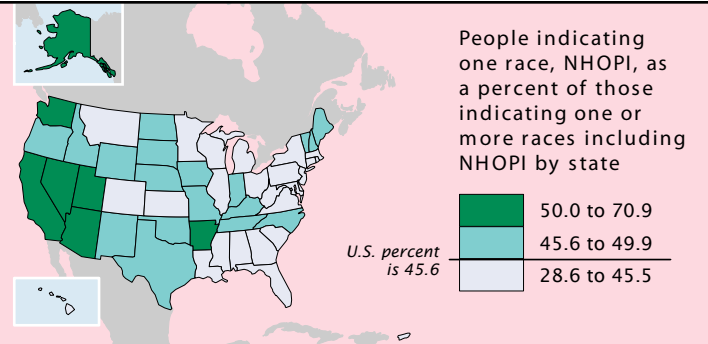 People indicating
one race, NHOPI, as
a percent of those
indicating one or
more races including
NHOPI by state
50.0 to 70.9
45.6 to 49.9
U.S. percent
is 45.6
28.6 to 45.5